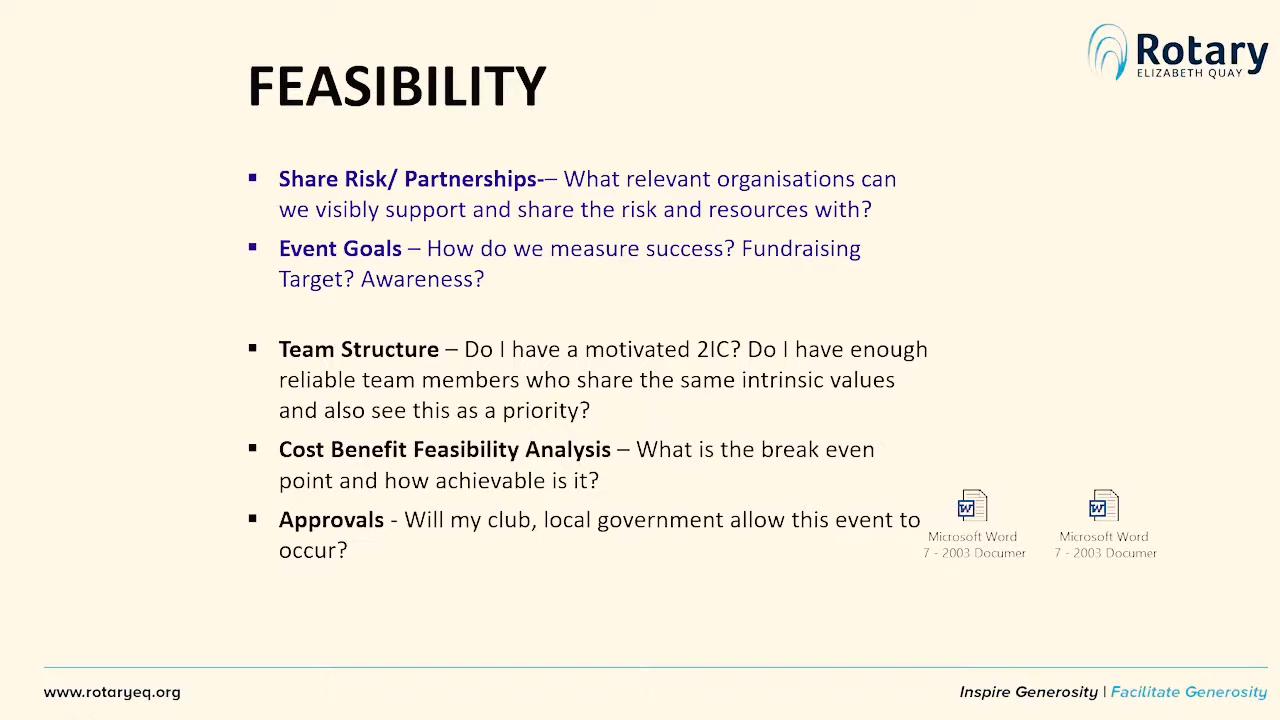 Rotary
ELIZABETH QUAY
FEASIBILITY
▪ Share Risk/ Partnerships-– What relevant organisations can
we visibly support and share the risk and resources with?
▪ Event Goals – How do we measure success? Fundraising
Target? Awareness?
▪ Team Structure – Do I have a motivated 2IC? Do I have enough
reliable team members who share the same intrinsic values
and also see this as a priority?
▪ Cost Benefit Feasibility Analysis – What is the break even
point and how achievable is it?
▪ Approvals - Will my club, local government allow this event to
occur?
Microsoft Word
7 - 2003 Documer
Microsoft Word
7 - 2003 Documer
www.rotaryeq.org
Inspire Generosity | Facilitate Generosity